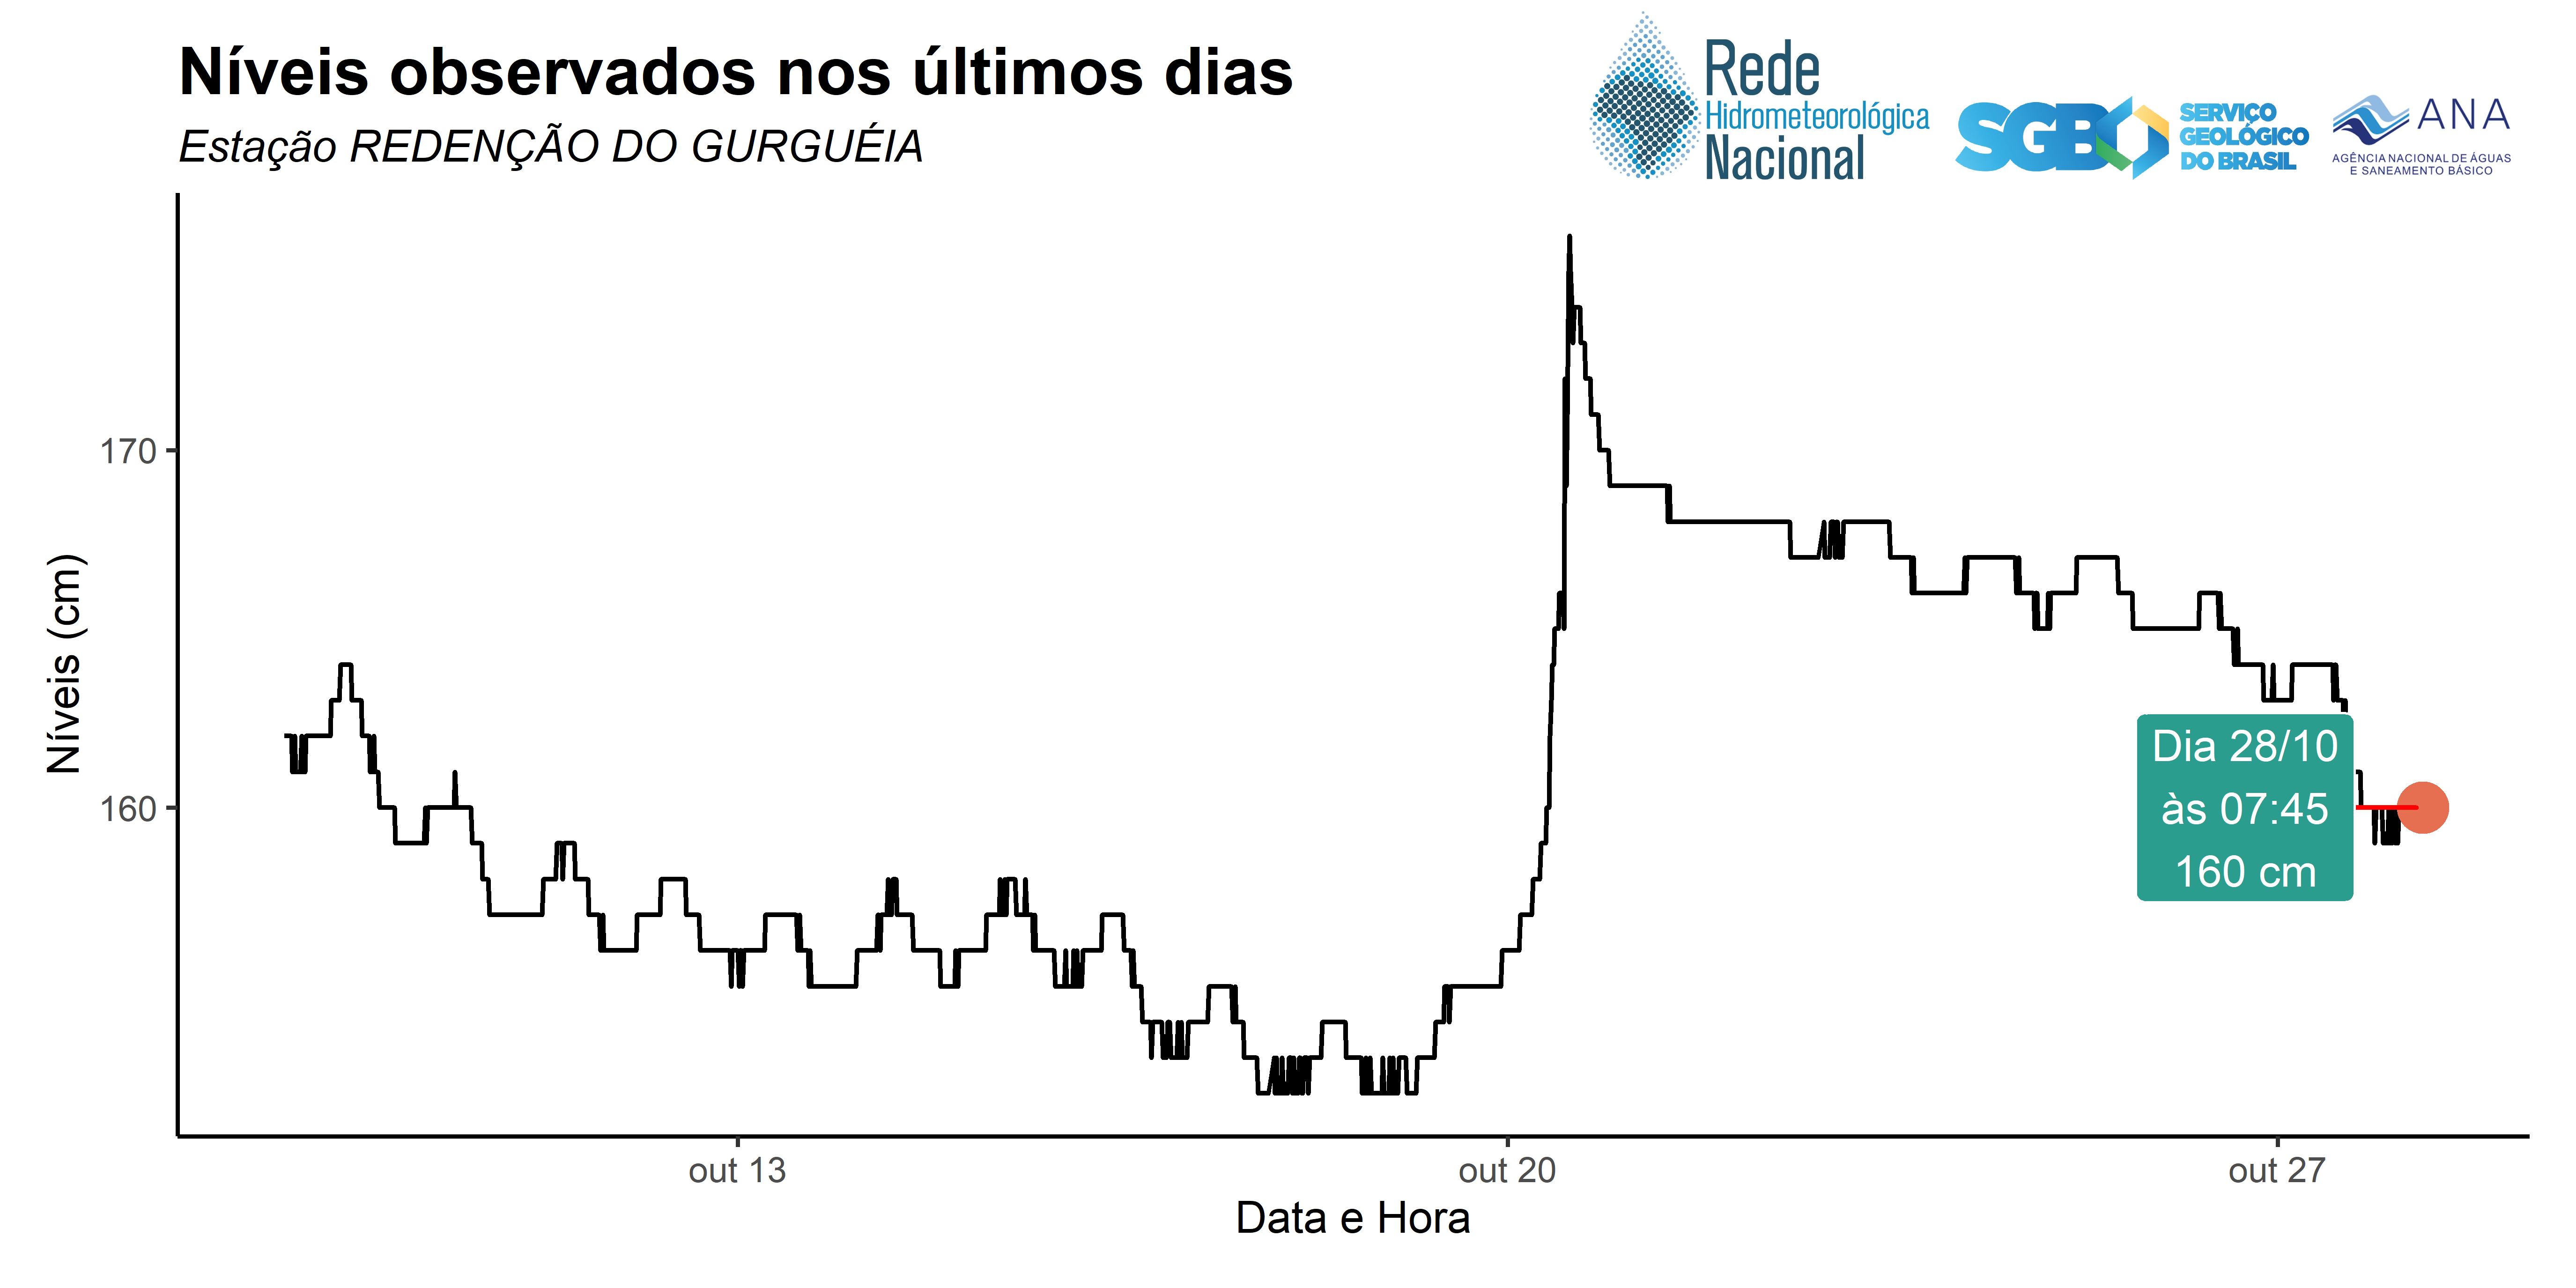 Níveis observados nos últimos dias
Estação REDENÇÃO DO GURGUÉIA
Rede
Hidrometeorológica
Nacional
SGB
SERVIÇO
GEOLÓGICO
DO BRASIL
ANA
AGÊNCIA NACIONAL DE ÁGUAS
E SANEAMENTO BÁSICO
Níveis (cm)
170
160
Dia 28/10
às 07:45
160 cm
out 13
out 20
out 27
Data e Hora